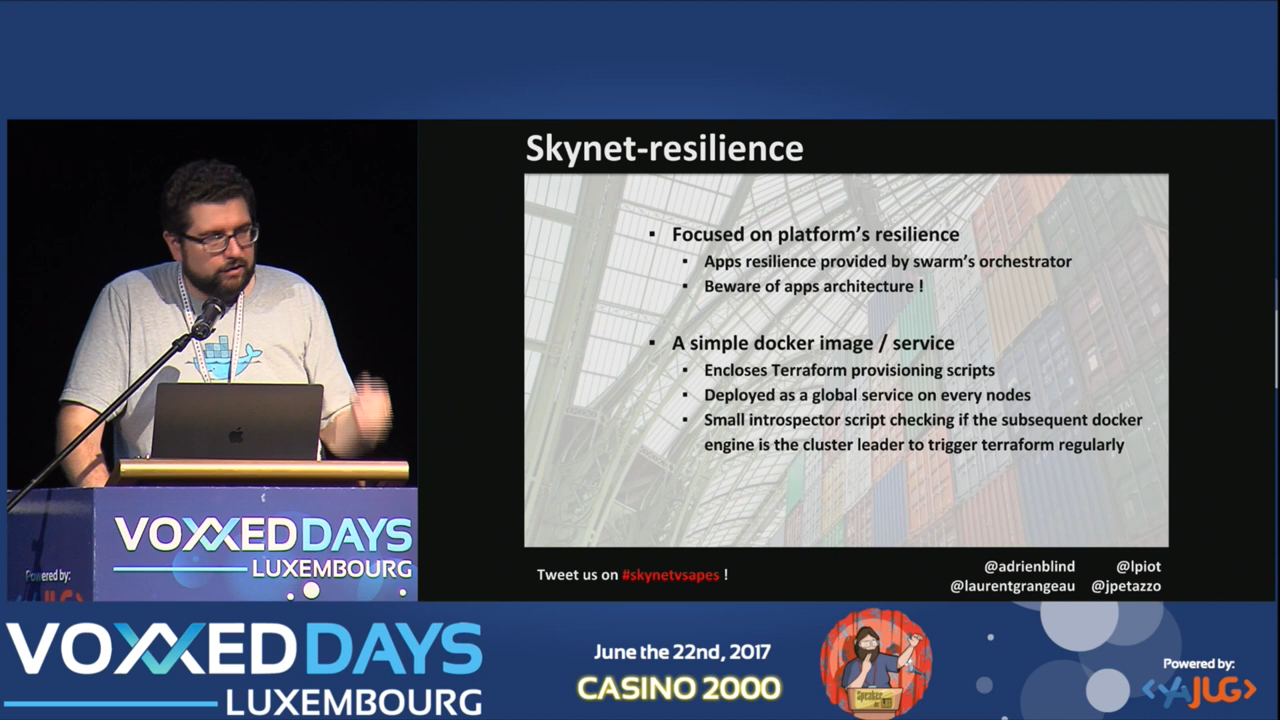 Skynet-resilience
▪ Focused on platform's resilience
▪ Apps resilience provided by swarm's orchestrator
▪ Beware of apps architecture !
▪ A simple docker image / service
▪ Encloses Terraform provisioning scripts
▪ Deployed as a global service on every nodes
▪ Small introspector script checking if the subsequent docker
engine is the cluster leader to trigger terraform regularly
Tweet us on #skynetvsapes !
@adrienblind @lpiot
@laurentgrangeau @jpetazzo
VOXXED DAYS
LUXEMBOURG
Powered by:
VOXXED DAYS
LUXEMBOURG
June the 22nd, 2017
CASINO 2000
Speaker
Powered by:
<YAJUG>